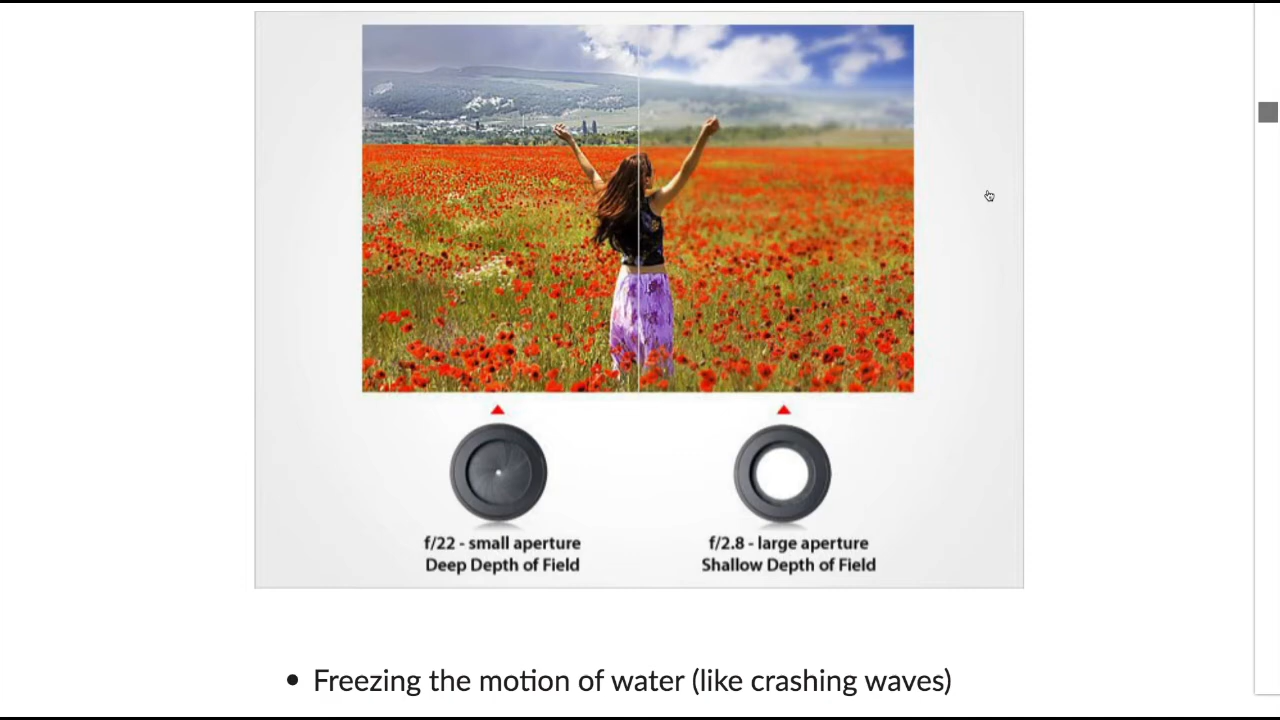 f/22 - small aperture
Deep Depth of Field
f/2.8 - large aperture
Shallow Depth of Field
• Freezing the motion of water (like crashing waves)